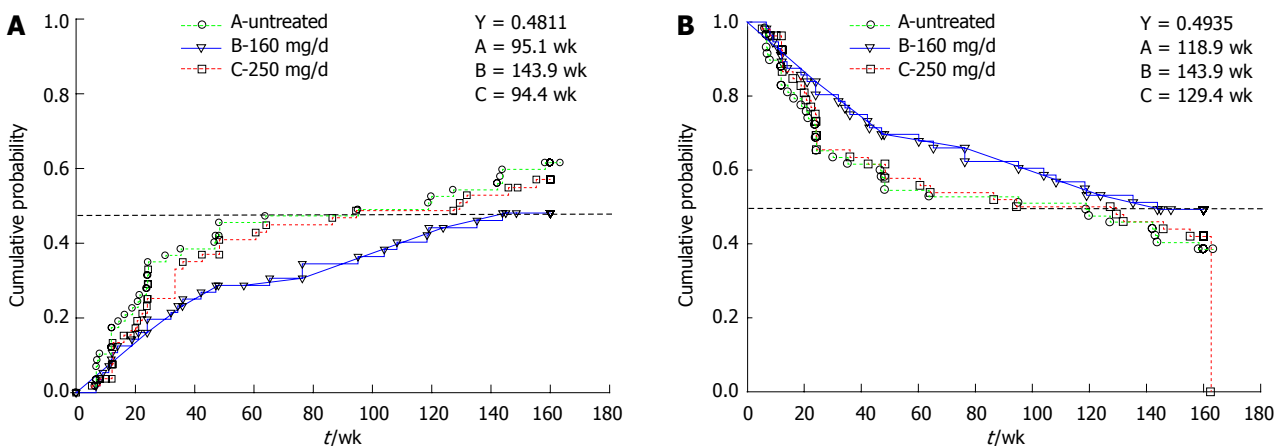 A
A-untreated
B-160 mg/d
C-250 mg/d
Y = 0.4811
A = 95.1 wk
B = 143.9 wk
C = 94.4 wk
Cumulative probability
1.0
0.8
0.6
0.4
0.2
0.0
0 20 40 60 80 100 120 140 160 180
t/wk
B
A-untreated
B-160 mg/d
C-250 mg/d
Y = 0.4935
A = 118.9 wk
B = 143.9 wk
C = 129.4 wk
Cumulative probability
1.0
0.8
0.6
0.4
0.2
0.0
0 20 40 60 80 100 120 140 160 180
t/wk